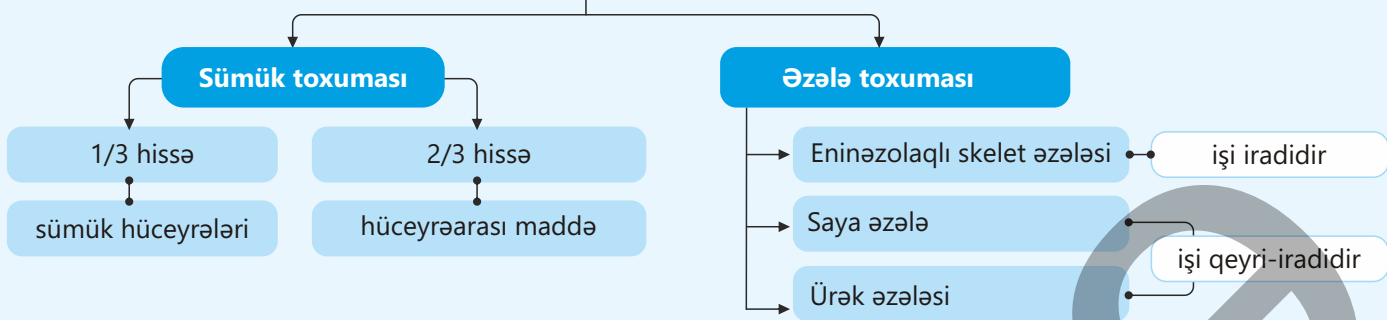 Sümük toxuması
Əzələ toxuması
1/3 hissə
2/3 hissə
sümük hüceyrələri
hüceyrəarası maddə
Eninəzolaqlı skelet əzələsi
işi iradidir
Saya əzələ
işi qeyri-iradidir
Ürək əzələsi